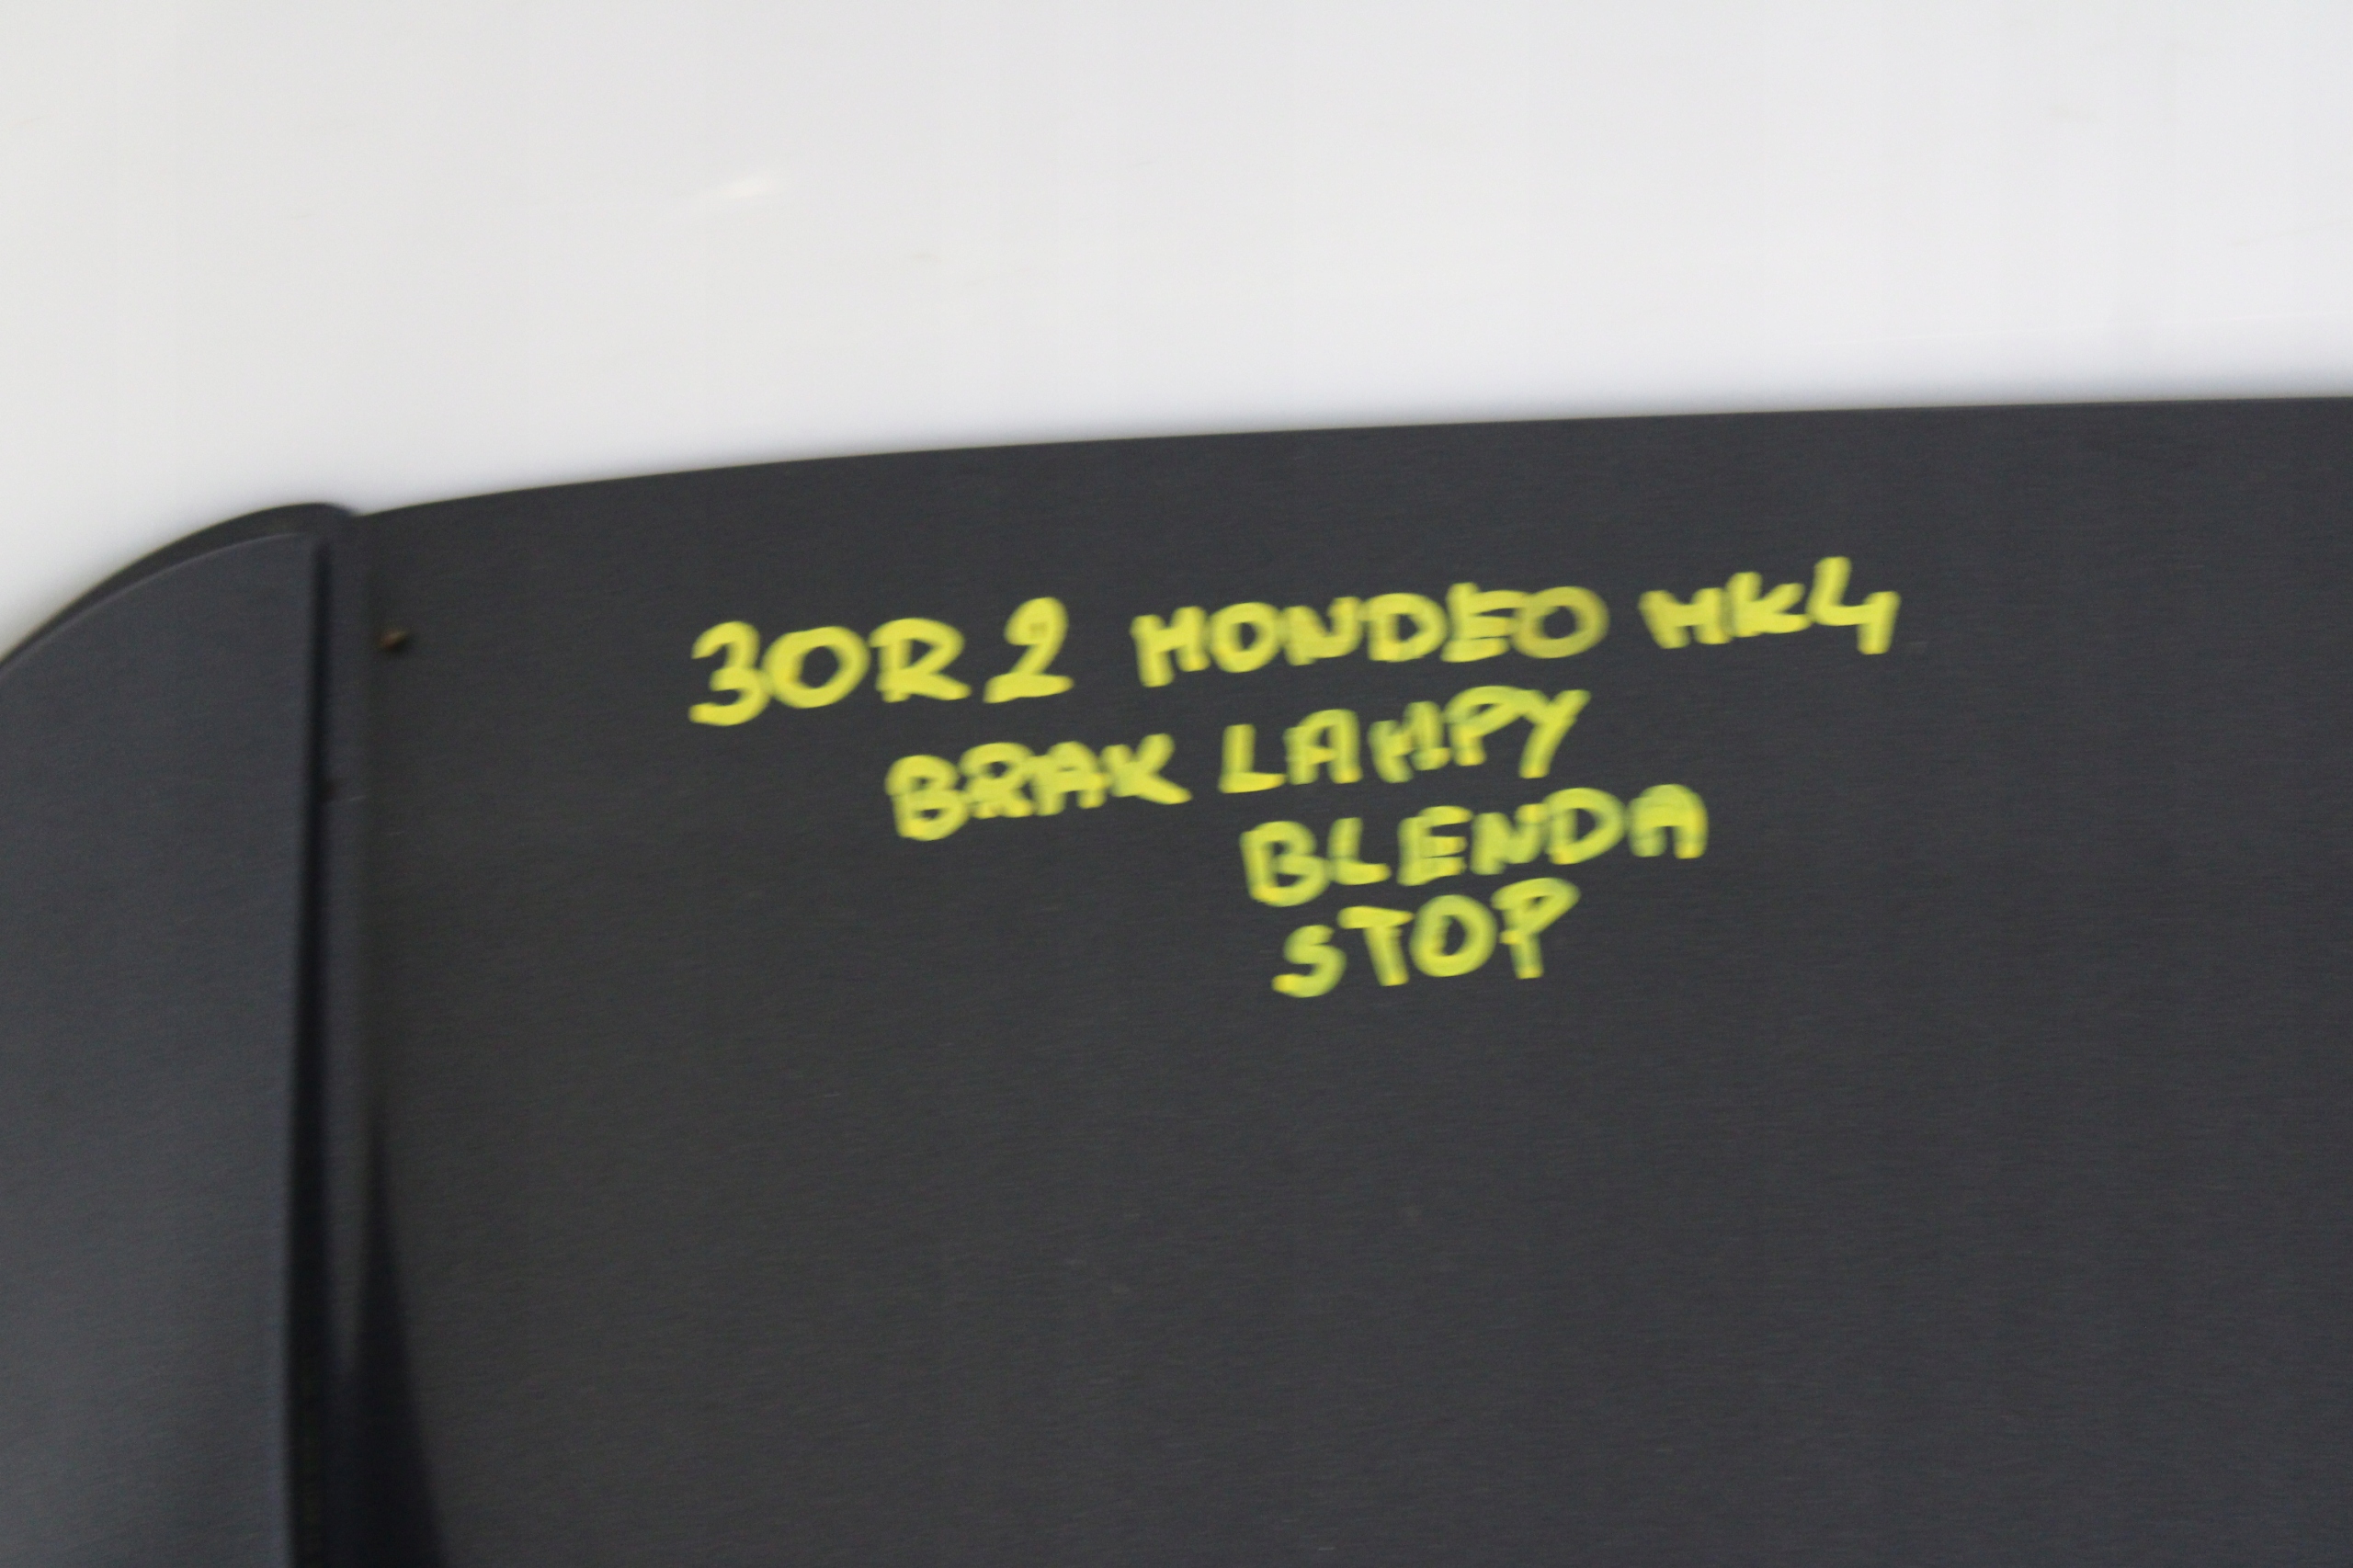 30R2 MONDEO MK4
BRAK LAMPY
BLENDA
STOP